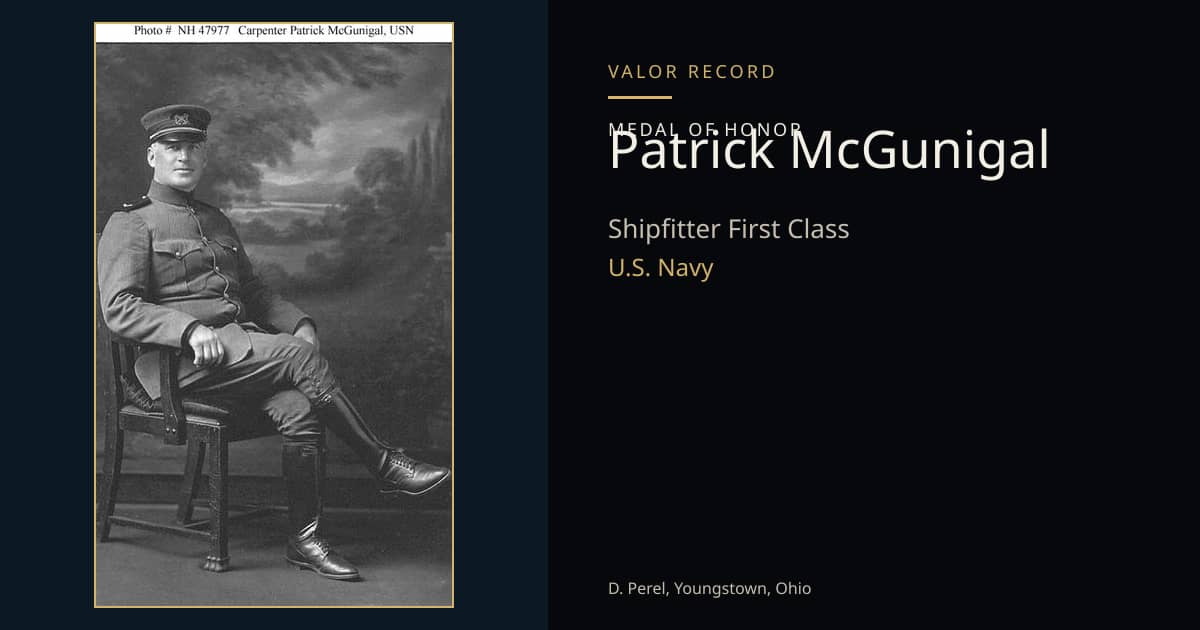 Photo # NH 47977 Carpenter Patrick McGunigal, USN
VALOR RECORD
MEDAL OF HONOR
Patrick McGunigal
Shipfitter First Class
U.S. Navy
D. Perel, Youngstown, Ohio